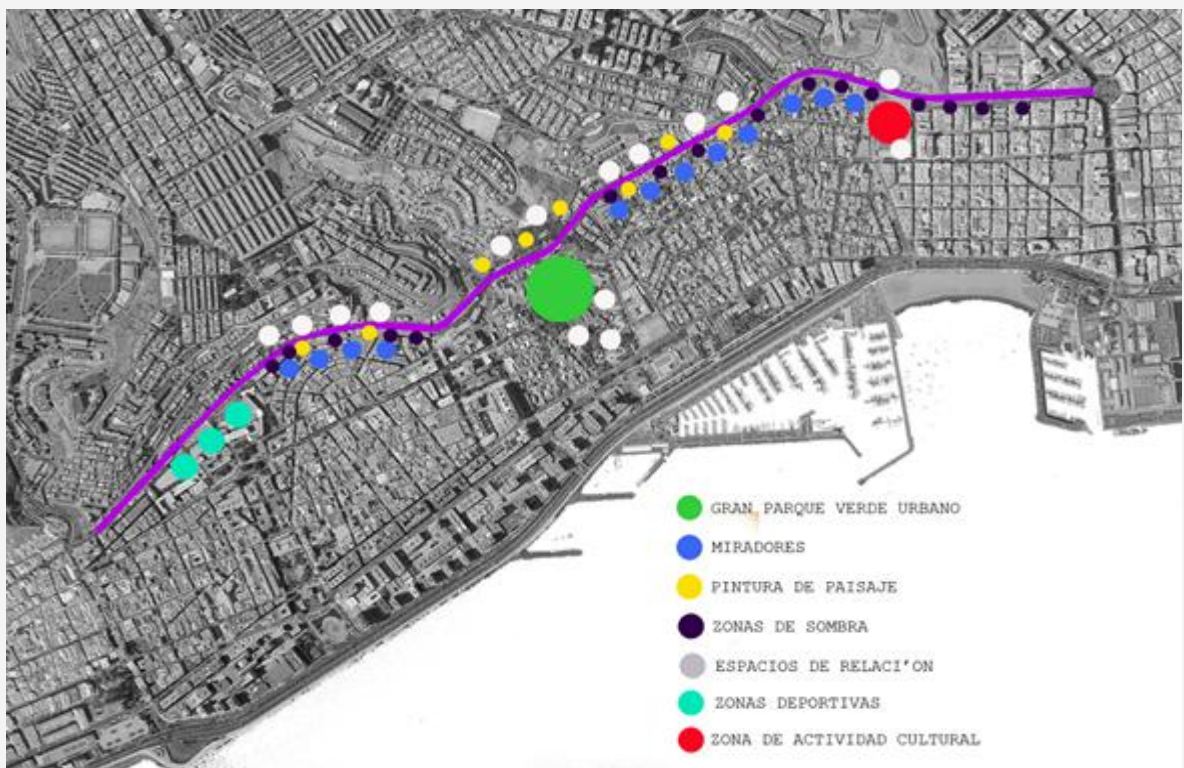 GRAN PARQUE VERDE URBANO
MIRADORES
PINTURA DE PAISAJE
ZONAS DE SOMBRA
ESPACIOS DE RELACI'ON
ZONAS DEPORTIVAS
ZONA DE ACTIVIDAD CULTURAL